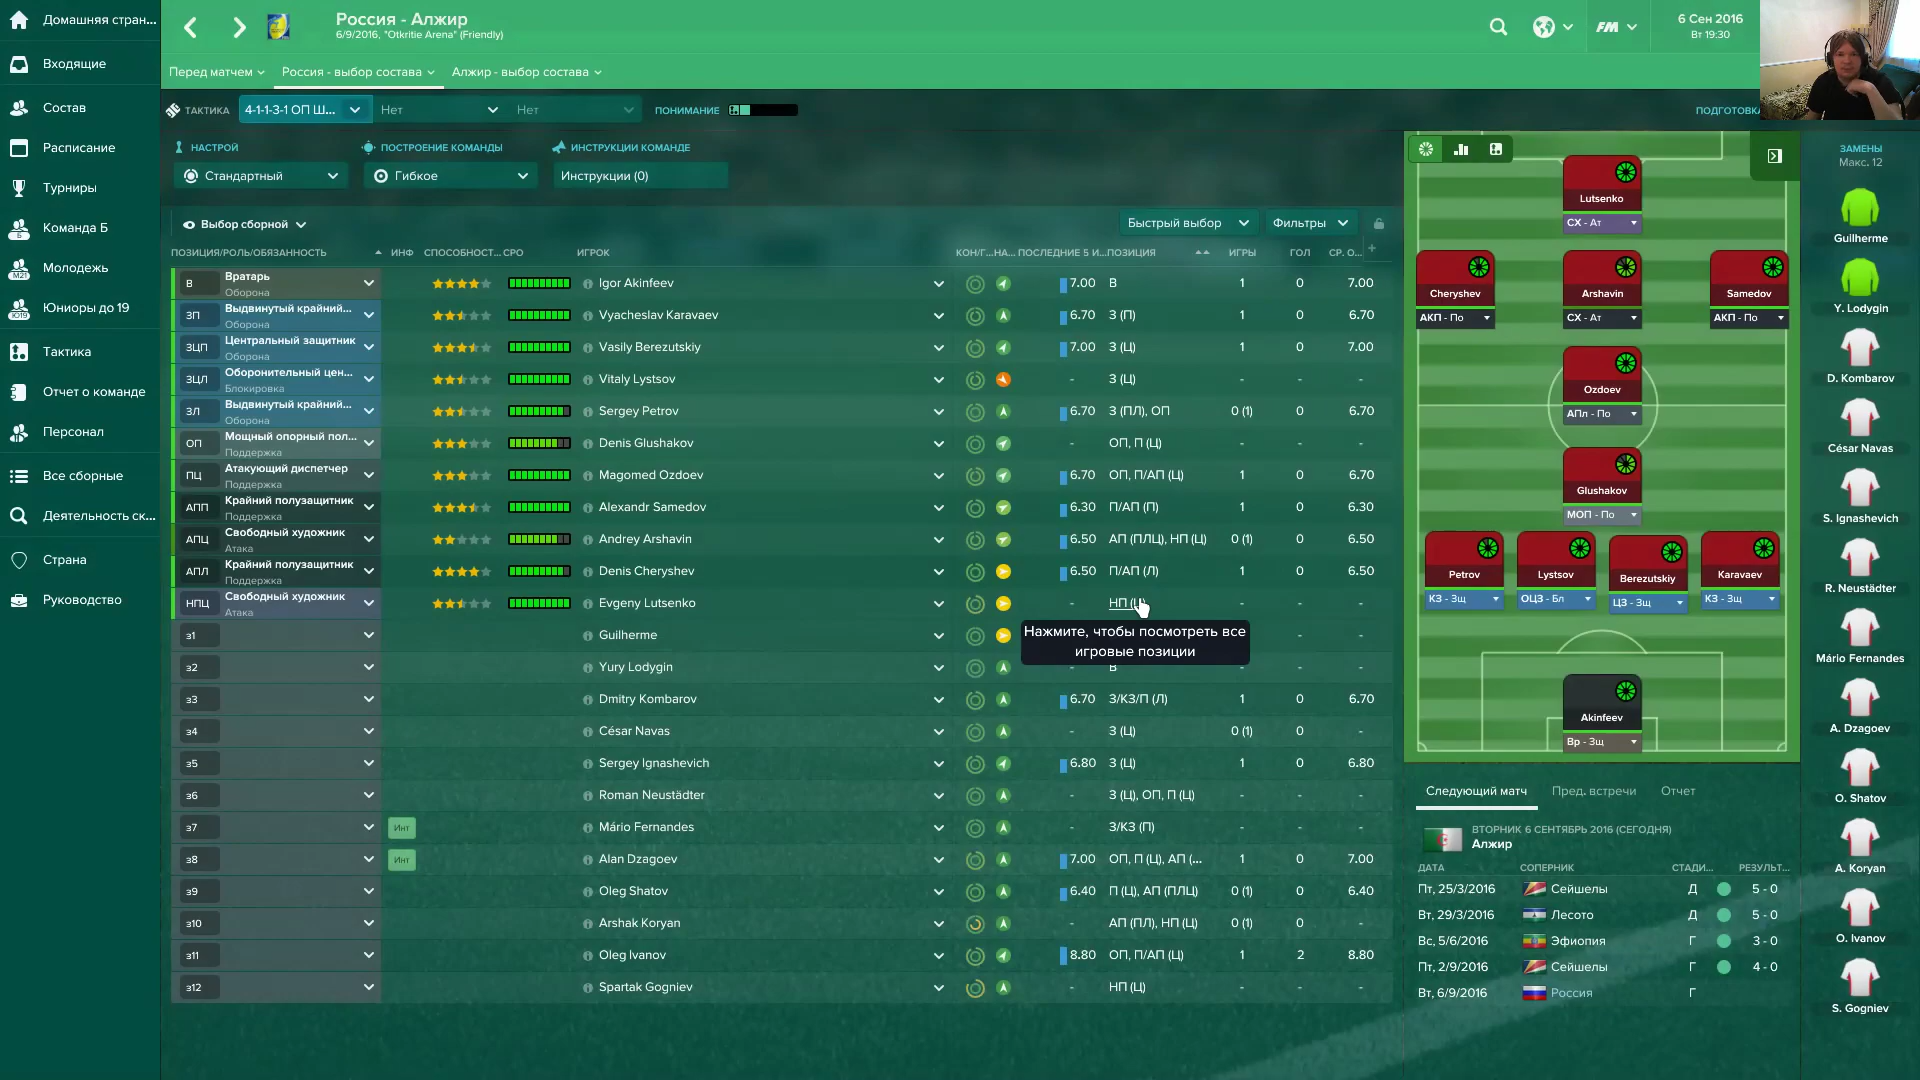 Домашняя стран...
Входящие
Состав
Расписание
Турниры
Команда Б
Молодежь
Юниоры до 19
Тактика
Отчет о команде
Персонал
Все сборные
Деятельность ск...
Страна
Руководство
Россия - Алжир
6/9/2016, "Otkritie Arena" (Friendly)
FM
6 Сен 2016
Вт 19:30
Перед матчем
Россия - выбор состава
Алжир - выбор состава
ТАКТИКА
4-1-1-3-1 ОП Ш...
Нет
Нет
ПОНИМАНИЕ
ПОДГОТОВКА
НАСТРОЙ
ПОСТРОЕНИЕ КОМАНДЫ
ИНСТРУКЦИИ КОМАНДЕ
Стандартный
Гибкое
Инструкции (0)
Выбор сборной
Быстрый выбор
Фильтры
ПОЗИЦИЯ/РОЛЬ/ОБЯЗАННОСТЬ ИНФ СПОСОБНОСТ... СРО ИГРОК КОН/Г... НА... ПОСЛЕДНИЕ 5 И... ПОЗИЦИЯ ИГРЫ ГОЛ СР. О...
В Вратарь Оборона Igor Akinfeev 7.00 В 1 0 7.00
ЗП Выдвинутый крайний... Оборона Vyacheslav Karavaev 6.70 З (П) 1 0 6.70
ЗЦП Центральный защитник Оборона Vasily Berezutskiy 7.00 З (Ц) 1 0 7.00
ЗЦЛ Оборонительный цен... Блокировка Vitaly Lystsov - З (Ц) - - -
ЗЛ Выдвинутый крайний... Оборона Sergey Petrov 6.70 З (ПЛ), ОП 0 (1) 0 6.70
ОП Мощный опорный пол... Поддержка Denis Glushakov - ОП, П (Ц) - - -
ПЦ Атакующий диспетчер Поддержка Magomed Ozdoev 6.70 ОП, П/АП (Ц) 1 0 6.70
АПП Крайний полузащитник Поддержка Alexandr Samedov 6.30 П/АП (П) 1 0 6.30
АПЦ Свободный художник Атака Andrey Arshavin 6.50 АП (ПЛЦ), НП (Ц) 0 (1) 0 6.50
АПЛ Крайний полузащитник Поддержка Denis Cheryshev 6.50 П/АП (Л) 1 0 6.50
НПЦ Свободный художник Атака Evgeny Lutsenko - НП (Ц) - - -
з1 Guilherme - -
Нажмите, чтобы посмотреть все
игровые позиции
з2 Yury Lodygin - В - - -
з3 Dmitry Kombarov 6.70 З/КЗ/П (Л) 1 0 6.70
з4 César Navas - З (Ц) 0 (1) 0 -
з5 Sergey Ignashevich 6.80 З (Ц) 1 0 6.80
з6 Roman Neustädter - З (Ц), ОП, П (Ц) - - -
з7 Инт Mário Fernandes - З/КЗ (П) - - -
з8 Инт Alan Dzagoev 7.00 ОП, П (Ц), АП (... 1 0 7.00
з9 Oleg Shatov 6.40 П (Ц), АП (ПЛЦ) 0 (1) 0 6.40
з10 Arshak Koryan - АП (ПЛ), НП (Ц) 0 (1) 0 -
з11 Oleg Ivanov 8.80 ОП, П/АП (Ц) 1 2 8.80
з12 Spartak Gogniev - НП (Ц) - - -
Lutsenko
СХ - Ат
Cheryshev Arshavin Samedov
АКП - По СХ - Ат АКП - По
Ozdoev
АПл - По
Glushakov
МОП - По
Petrov Lystsov Berezutskiy Karavaev
КЗ - Зщ ОЦЗ - Бл ЦЗ - Зщ КЗ - Зщ
Akinfeev
Вр - Зщ
Следующий матч Пред. встречи Отчет
ВТОРНИК 6 СЕНТЯБРЬ 2016 (СЕГОДНЯ)
Алжир
ДАТА СОПЕРНИК СТАДИ... РЕЗУЛЬТ...
Пт, 25/3/2016 Сейшелы Д 5 - 0
Вт, 29/3/2016 Лесото Д 5 - 0
Вс, 5/6/2016 Эфиопия Г 3 - 0
Пт, 2/9/2016 Сейшелы Г 4 - 0
Вт, 6/9/2016 Россия Г
ЗАМЕНЫ
Макс. 12
Guilherme
Y. Lodygin
D. Kombarov
César Navas
S. Ignashevich
R. Neustädter
Mário Fernandes
A. Dzagoev
O. Shatov
A. Koryan
O. Ivanov
S. Gogniev